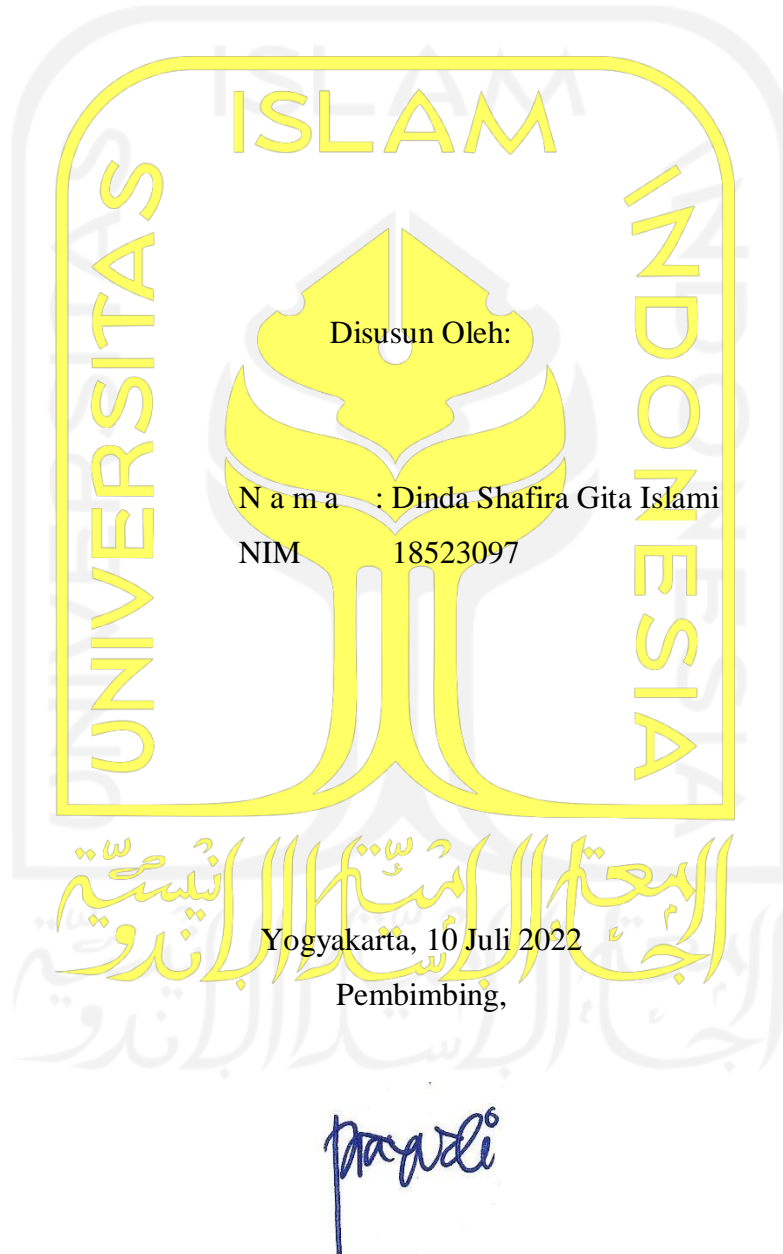 ISLAM
UNIVERSITAS
INDONESIA
Disusun Oleh:
N a m a : Dinda Shafira Gita Islami
NIM 18523097
Yogyakarta, 10 Juli 2022
Pembimbing,